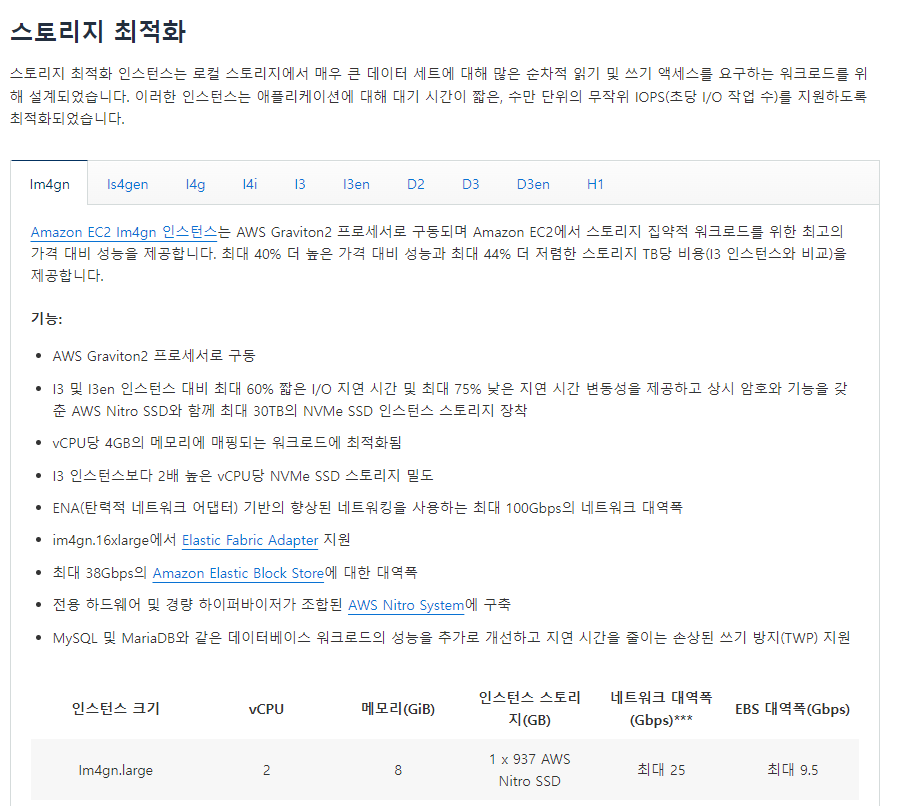 스토리지 최적화
스토리지 최적화 인스턴스는 로컬 스토리지에서 매우 큰 데이터 세트에 대해 많은 순차적 읽기 및 쓰기 액세스를 요구하는 워크로드를 위
해 설계되었습니다. 이러한 인스턴스는 애플리케이션에 대해 대기 시간이 짧은, 수만 단위의 무작위 IOPS(초당 I/O 작업 수)를 지원하도록
최적화되었습니다.
Im4gn Is4gen I4g I4i I3 I3en D2 D3 D3en H1
Amazon EC2 Im4gn 인스턴스는 AWS Graviton2 프로세서로 구동되며 Amazon EC2에서 스토리지 집약적 워크로드를 위한 최고의
가격 대비 성능을 제공합니다. 최대 40% 더 높은 가격 대비 성능과 최대 44% 더 저렴한 스토리지 TB당 비용(I3 인스턴스와 비교)을
제공합니다.
기능:
• AWS Graviton2 프로세서로 구동
• I3 및 I3en 인스턴스 대비 최대 60% 짧은 I/O 지연 시간 및 최대 75% 낮은 지연 시간 변동성을 제공하고 상시 암호와 기능을 갖
춘 AWS Nitro SSD와 함께 최대 30TB의 NVMe SSD 인스턴스 스토리지 장착
• vCPU당 4GB의 메모리에 매핑되는 워크로드에 최적화됨
• I3 인스턴스보다 2배 높은 vCPU당 NVMe SSD 스토리지 밀도
• ENA(탄력적 네트워크 어댑터) 기반의 향상된 네트워킹을 사용하는 최대 100Gbps의 네트워크 대역폭
• im4gn.16xlarge에서 Elastic Fabric Adapter 지원
• 최대 38Gbps의 Amazon Elastic Block Store에 대한 대역폭
• 전용 하드웨어 및 경량 하이퍼바이저가 조합된 AWS Nitro System에 구축
• MySQL 및 MariaDB와 같은 데이터베이스 워크로드의 성능을 추가로 개선하고 지연 시간을 줄이는 손상된 쓰기 방지(TWP) 지원
인스턴스 크기 vCPU 메모리(GiB) 인스턴스 스토리 네트워크 대역폭 EBS 대역폭(Gbps)
지(GB) (Gbps)***
Im4gn.large 2 8 1 x 937 AWS 최대 25 최대 9.5
Nitro SSD